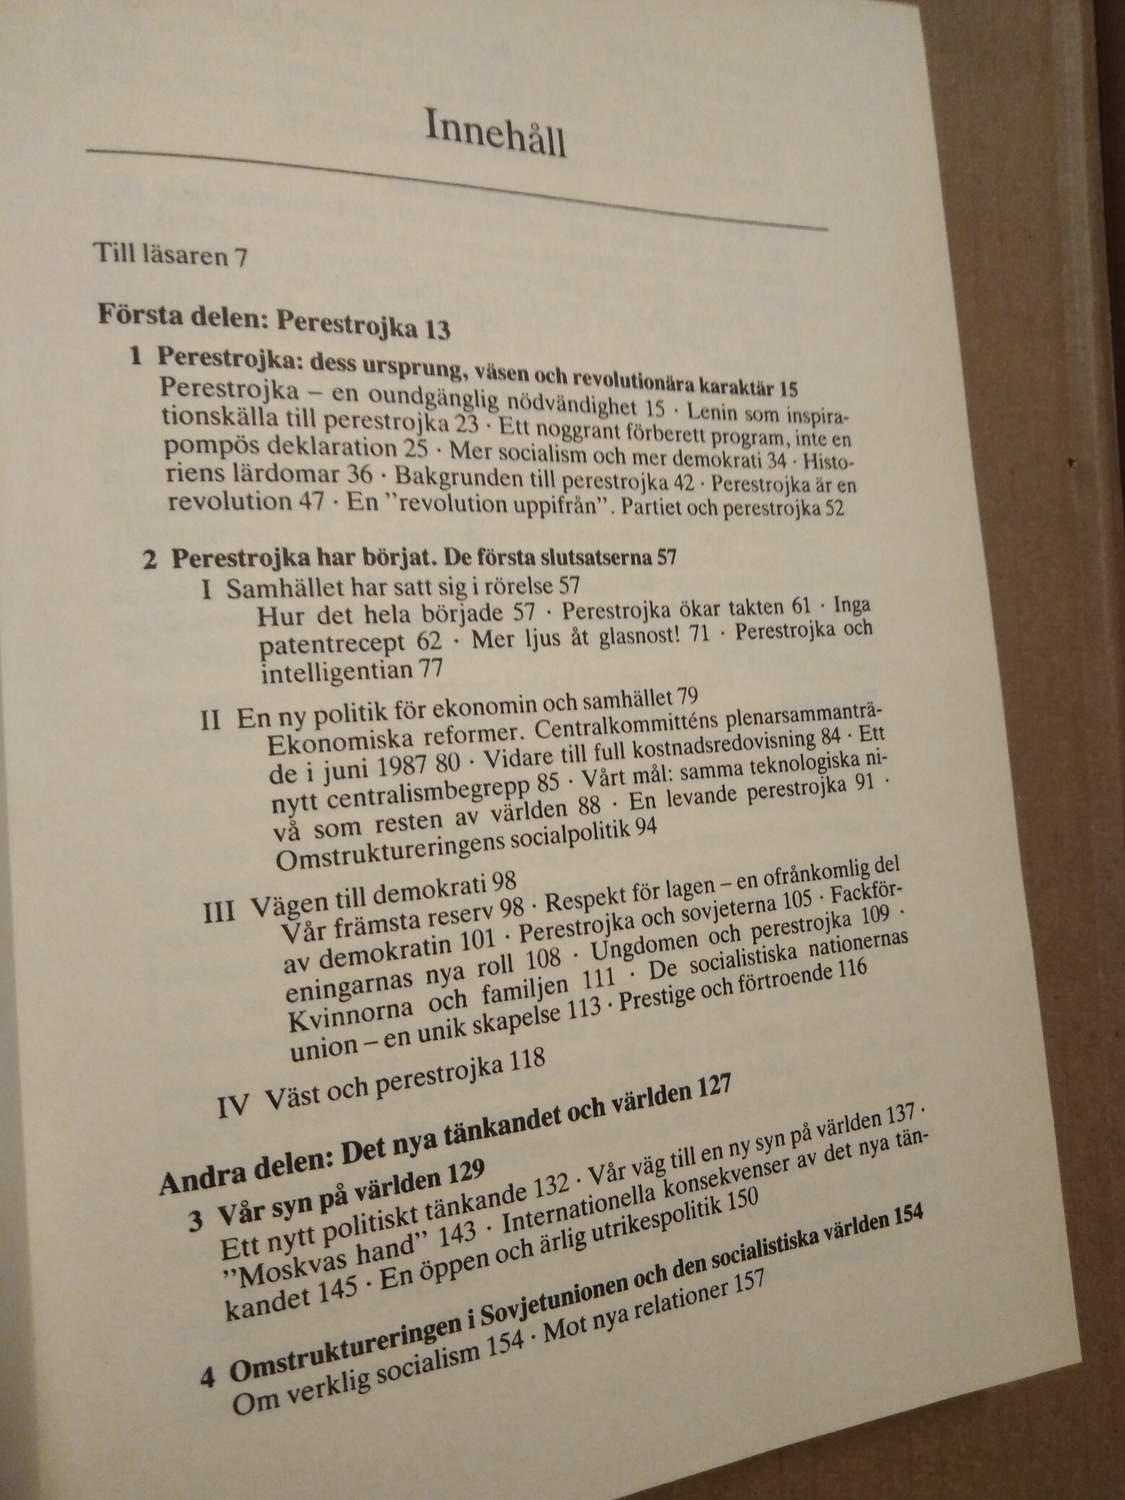 Innehåll
Till läsaren 7
Första delen: Perestrojka 13
1 Perestrojka: dess ursprung, väsen och revolutionära karaktär 15
Perestrojka – en oundgänglig nödvändighet 15 · Lenin som inspira-
tionskälla till perestrojka 23 · Ett noggrant förberett program, inte en
pompös deklaration 25 · Mer socialism och mer demokrati 34 · Histo-
riens lärdomar 36 · Bakgrunden till perestrojka 42 · Perestrojka är en
revolution 47 · En ”revolution uppifrån”. Partiet och perestrojka 52
2 Perestrojka har börjat. De första slutsatserna 57
I Samhället har satt sig i rörelse 57
Hur det hela började 57 · Perestrojka ökar takten 61 · Inga
patentrecept 62 · Mer ljus åt glasnost! 71 · Perestrojka och
intelligentian 77
II En ny politik för ekonomin och samhället 79
Ekonomiska reformer. Centralkommitténs plenarsammanträ-
de i juni 1987 80 · Vidare till full kostnadsredovisning 84 · Ett
nytt centralismbegrepp 85 · Vårt mål: samma teknologiska ni-
vå som resten av världen 88 · En levande perestrojka 91 ·
Omstruktureringens socialpolitik 94
III Vägen till demokrati 98
Vår främsta reserv 98 · Respekt för lagen – en ofrånkomlig del
av demokratin 101 · Perestrojka och sovjeterna 105 · Fackför-
eningarnas nya roll 108 · Ungdomen och perestrojka 109 ·
Kvinnorna och familjen 111 · De socialistiska nationernas
union – en unik skapelse 113 · Prestige och förtroende 116
IV Väst och perestrojka 118
Andra delen: Det nya tänkandet och världen 127
3 Vår syn på världen 129
Ett nytt politiskt tänkande 132 · Vår väg till en ny syn på världen 137 ·
”Moskvas hand” 143 · Internationella konsekvenser av det nya tän-
kandet 145 · En öppen och ärlig utrikespolitik 150
4 Omstruktureringen i Sovjetunionen och den socialistiska världen 154
Om verklig socialism 154 · Mot nya relationer 157